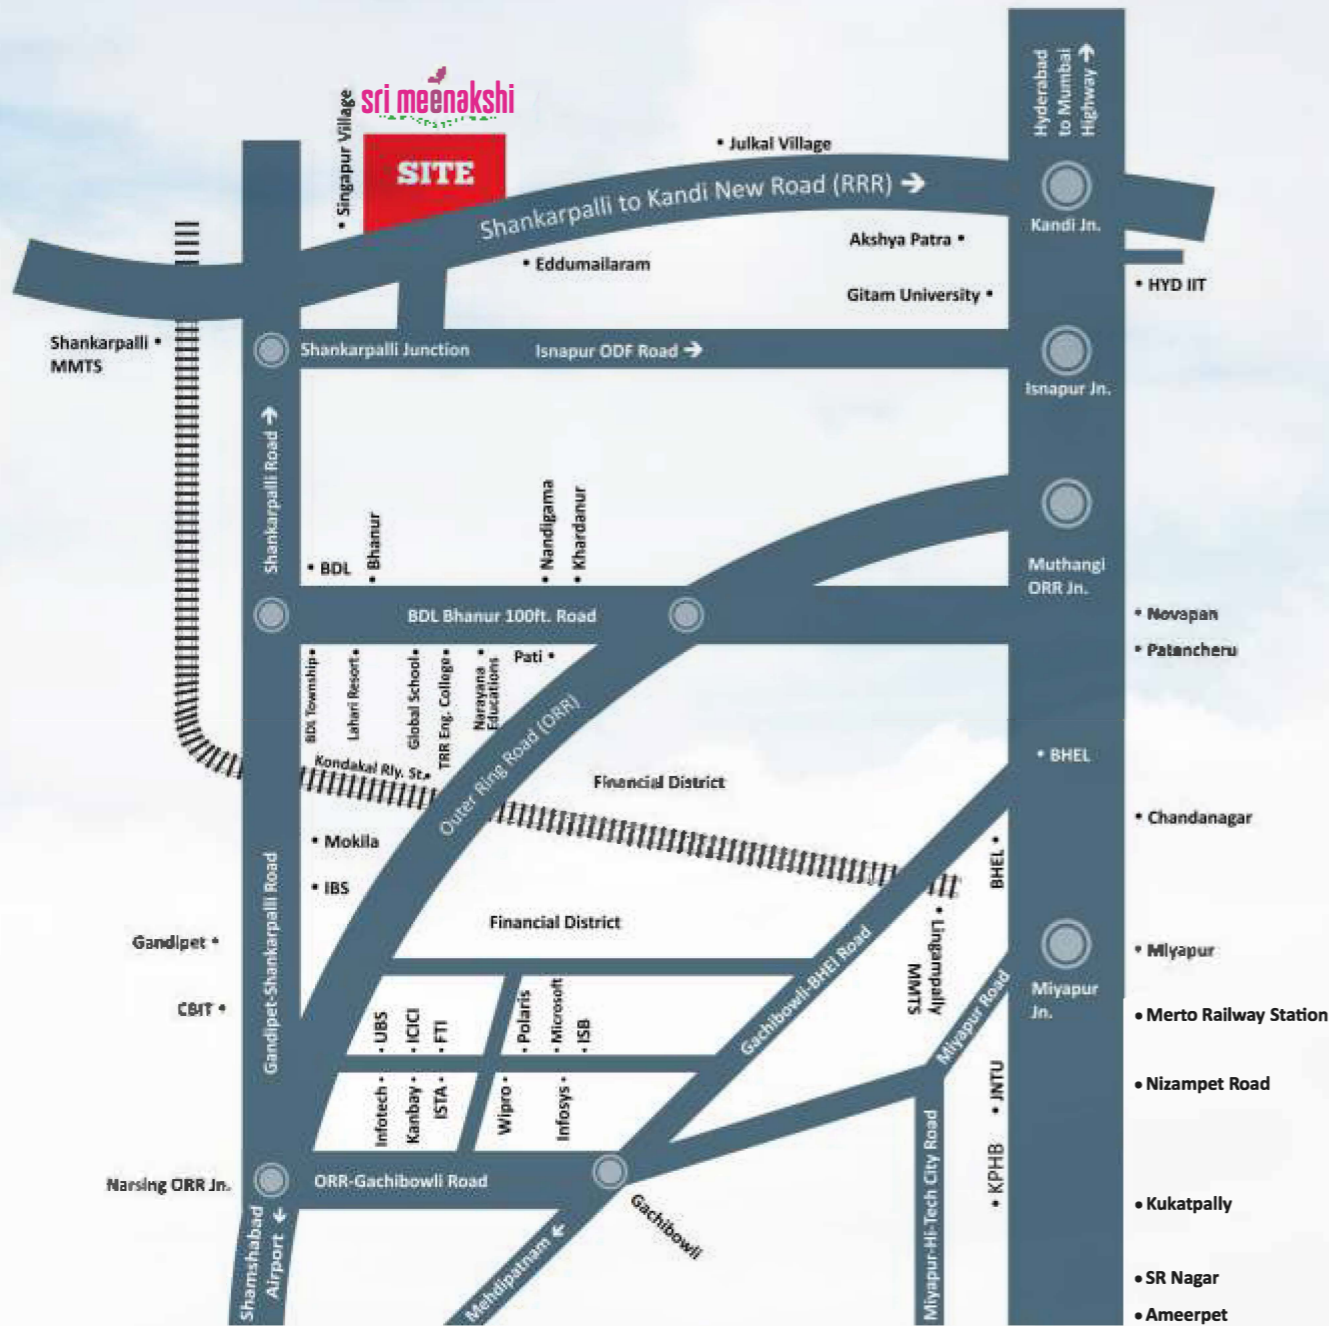 sri meenakshi
SITE
Singapur Village
Hyderabad
to Mumbai
Highway →
Julkal Village
Shankarpalli to Kandi New Road (RRR) →
Kandi Jn.
Akshya Patra
Eddumailaram
Gitam University
HYD IIT
Shankarpalli
MMTS
Shankarpalli Junction
Isnapur ODF Road →
Isnapur Jn.
Shankarpalli Road →
BDL
Bhanur
Nandigama
Khardanur
Muthangi
ORR Jn.
BDL Bhanur 100ft. Road
Novapan
Patancheru
BDL Township
Lahari Resort
Global School
TRR Eng. College
Narayana
Educations
Pati
Outer Ring Road (ORR)
Kondakal Rly. St.
Financial District
BHEL
Chandanagar
Mokila
IBS
BHEL
Gandipet-Shankarpalli Road
Financial District
Gandipet
CBIT
Gachibowli-BHEl Road
Lingampally
MMTS
Miyapur Road
Miyapur
Jn.
Miyapur
Merto Railway Station
UBS
ICICI
FTI
Polaris
Microsoft
ISB
Infotech
Kanbay
ISTA
Wipro
Infosys
JNTU
KPHB
Nizampet Road
Miyapur-Hi-Tech City Road
Narsing ORR Jn.
ORR-Gachibowli Road
Gachibowli
Kukatpally
Shamshabad
Airport ←
Mehdipatnam ←
SR Nagar
Ameerpet